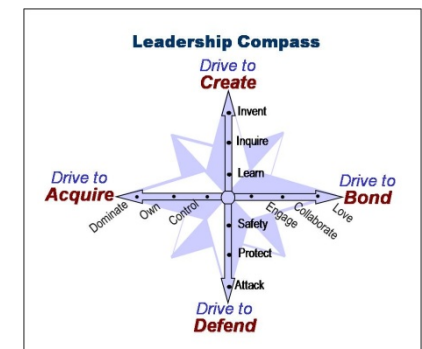 Leadership Compass
Drive to
Create
Invent
Inquire
Learn
Drive to
Acquire
Dominate
Own
Control
Engage
Collaborate
Love
Drive to
Bond
Safety
Protect
Attack
Drive to
Defend